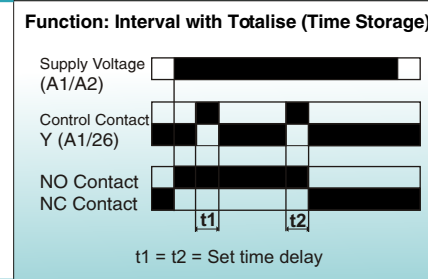 Function: Interval with Totalise (Time Storage)
Supply Voltage
(A1/A2)
Control Contact
Y (A1/26)
NO Contact
NC Contact
t1
t2
t1 = t2 = Set time delay